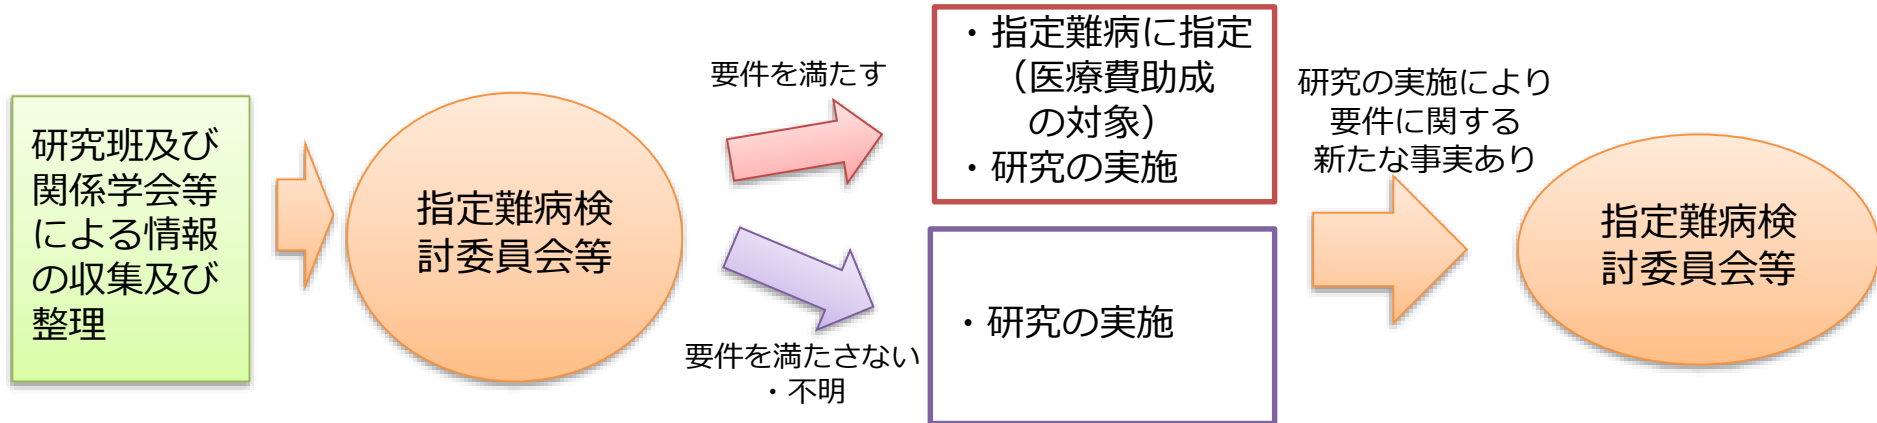 研究班及び
関係学会等
による情報
の収集及び
整理
指定難病検
討委員会等
要件を満たす
・指定難病に指定
（医療費助成
の対象）
・研究の実施
要件を満たさない
・不明
・研究の実施
研究の実施により
要件に関する
新たな事実あり
指定難病検
討委員会等